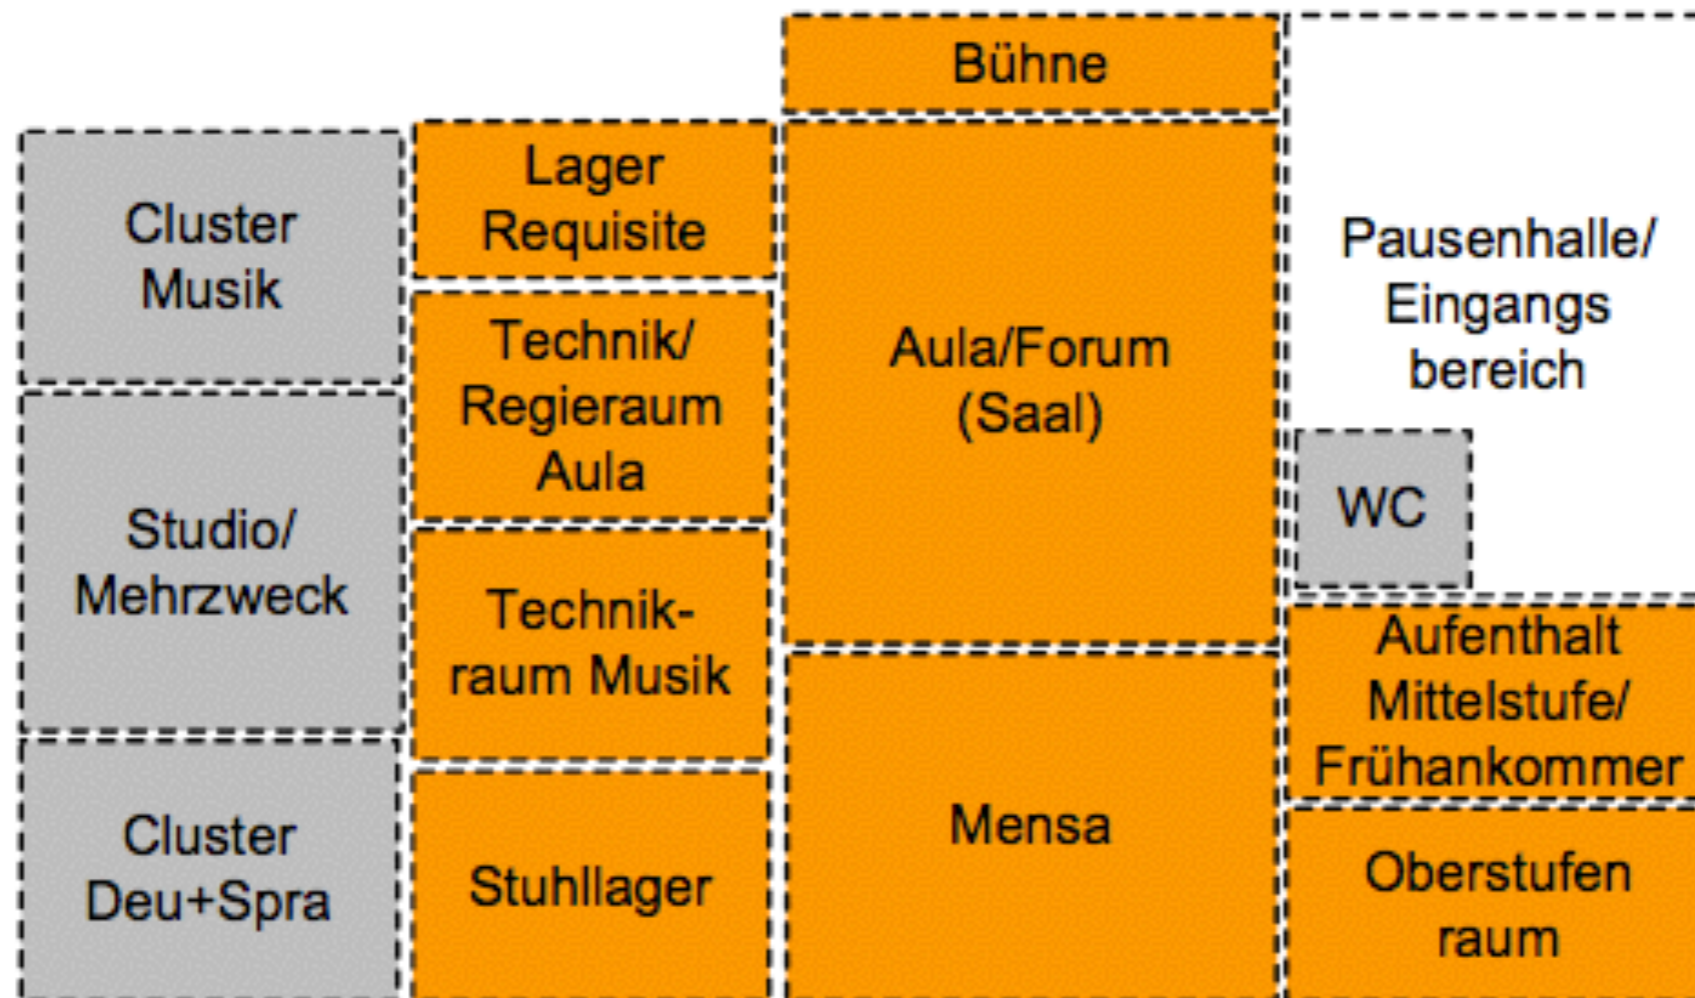 Bühne
Cluster
Musik
Lager
Requisite
Technik/
Regieraum
Aula
Aula/Forum
(Saal)
Pausenhalle/
Eingangs
bereich
WC
Studio/
Mehrzweck
Technik-
raum Musik
Aufenthalt
Mittelstufe/
Frühankommer
Cluster
Deu+Spra
Stuhllager
Mensa
Oberstufen
raum